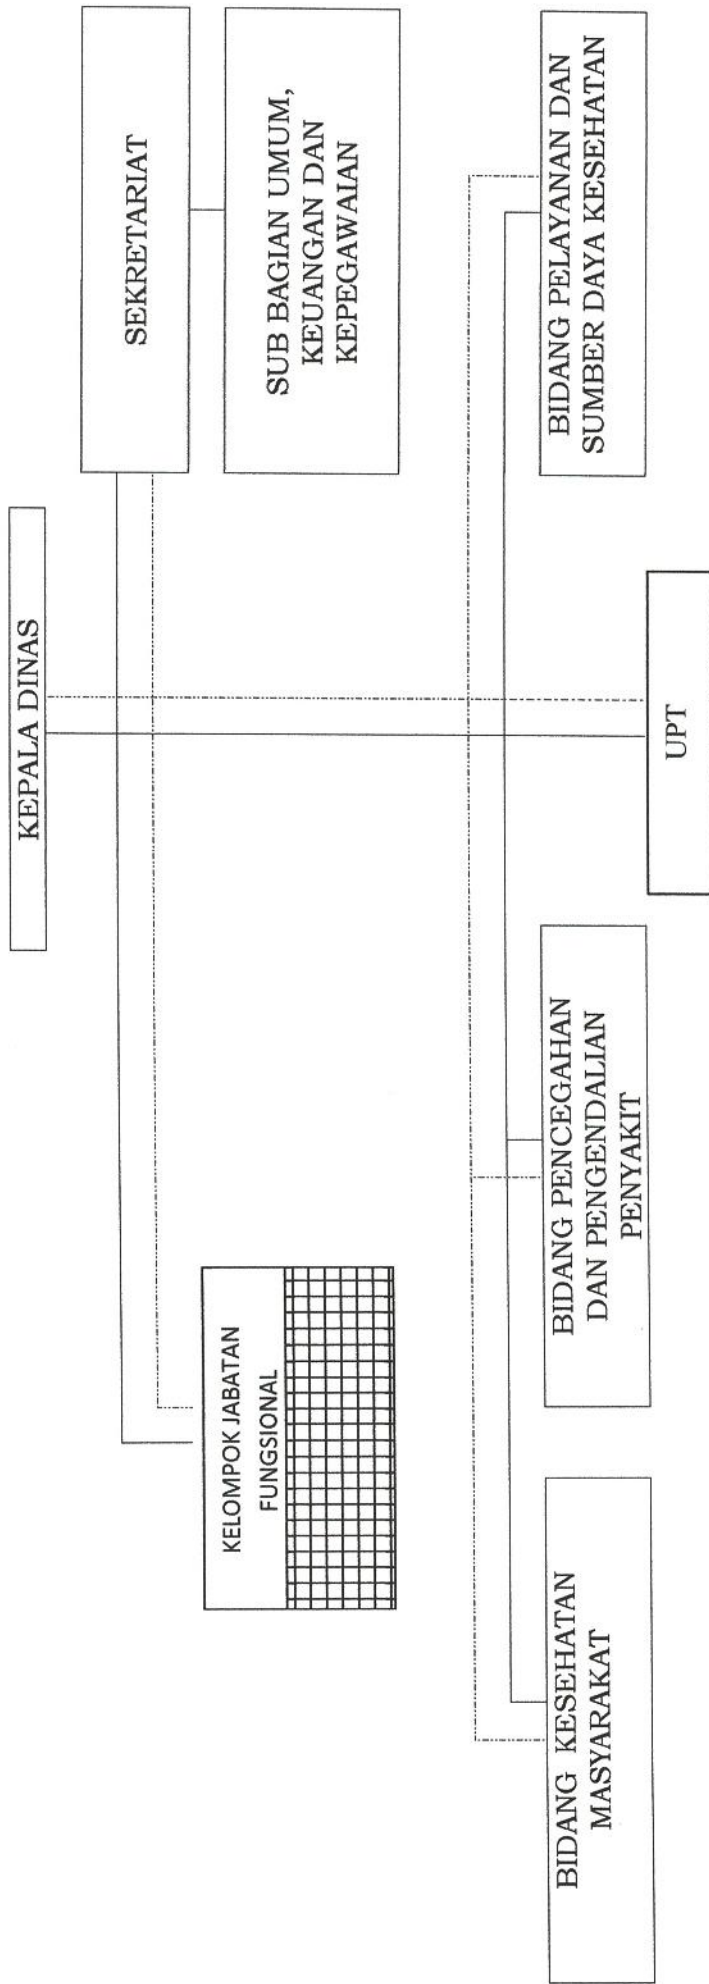 KEPALA DINAS
SEKRETARIAT
SUB BAGIAN UMUM,
KEUANGAN DAN
KEPEGAWAIAN
KELOMPOK JABATAN
FUNGSIONAL
BIDANG KESEHATAN
MASYARAKAT
BIDANG PENCEGAHAN
DAN PENGENDALIAN
PENYAKIT
UPT
BIDANG PELAYANAN DAN
SUMBER DAYA KESEHATAN